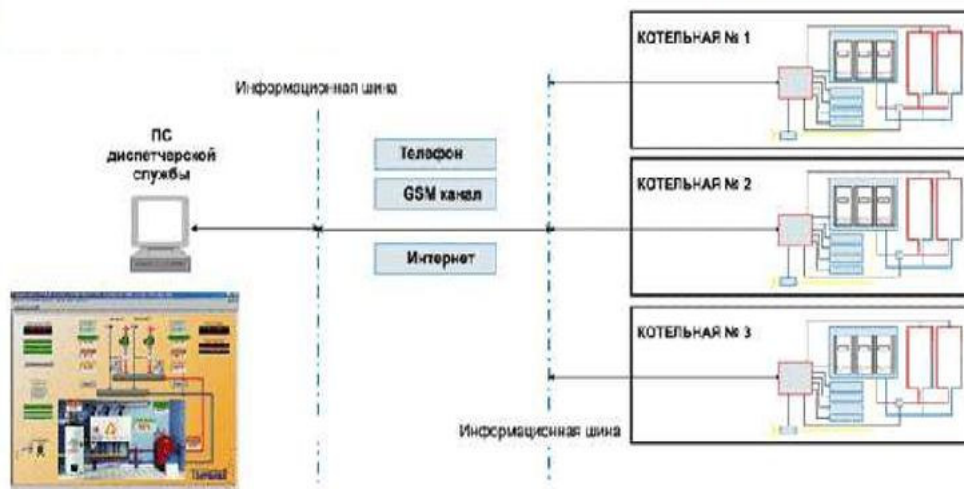 Информационная шина
ПС
диспетчерской
службы
Телефон
GSM канал
Интернет
КОТЕЛЬНАЯ № 1
КОТЕЛЬНАЯ № 2
КОТЕЛЬНАЯ № 3
Информационная шина